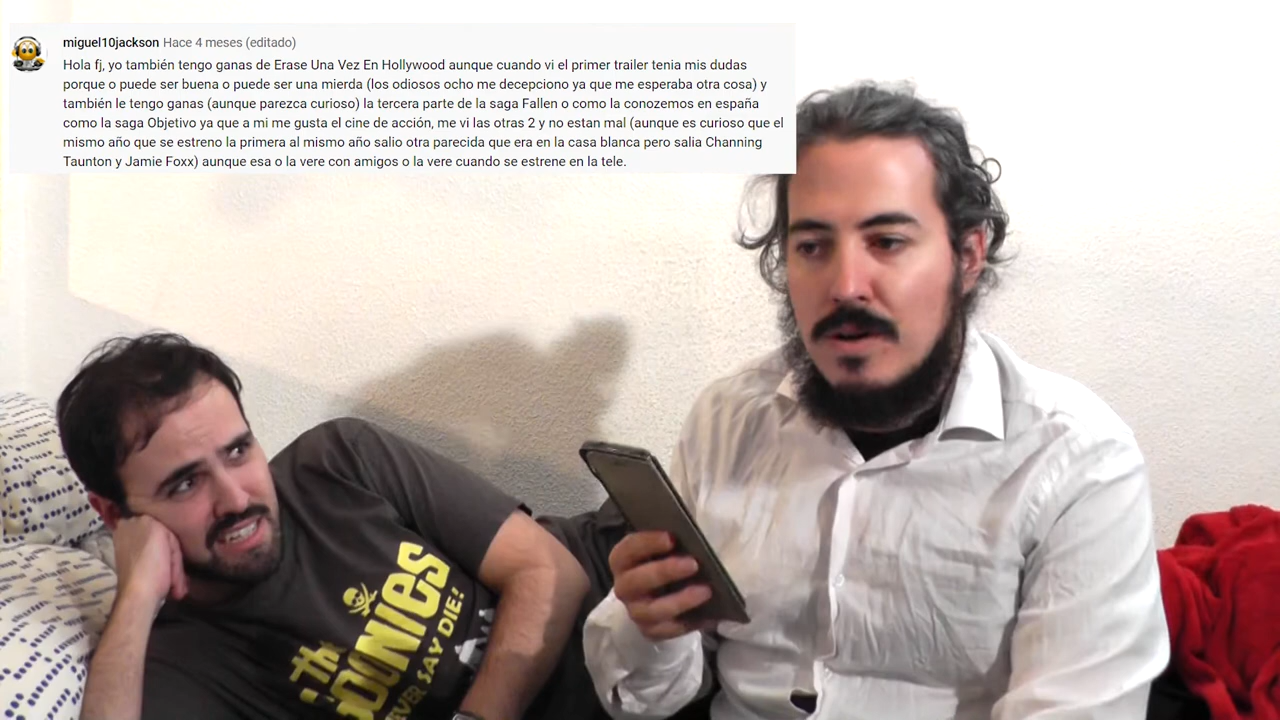 miguel10jackson Hace 4 meses (editado)
Hola fj, yo también tengo ganas de Erase Una Vez En Hollywood aunque cuando vi el primer trailer tenia mis dudas
porque o puede ser buena o puede ser una mierda (los odiosos ocho me decepciono ya que me esperaba otra cosa) y
también le tengo ganas (aunque parezca curioso) la tercera parte de la saga Fallen o como la conozemos en españa
como la saga Objetivo ya que a mi me gusta el cine de acción, me vi las otras 2 y no estan mal (aunque es curioso que el
mismo año que se estreno la primera al mismo año salio otra parecida que era en la casa blanca pero salia Channing
Taunton y Jamie Foxx) aunque esa o la vere con amigos o la vere cuando se estrene en la tele.
the
GOONIES
EVER SAY DIE!